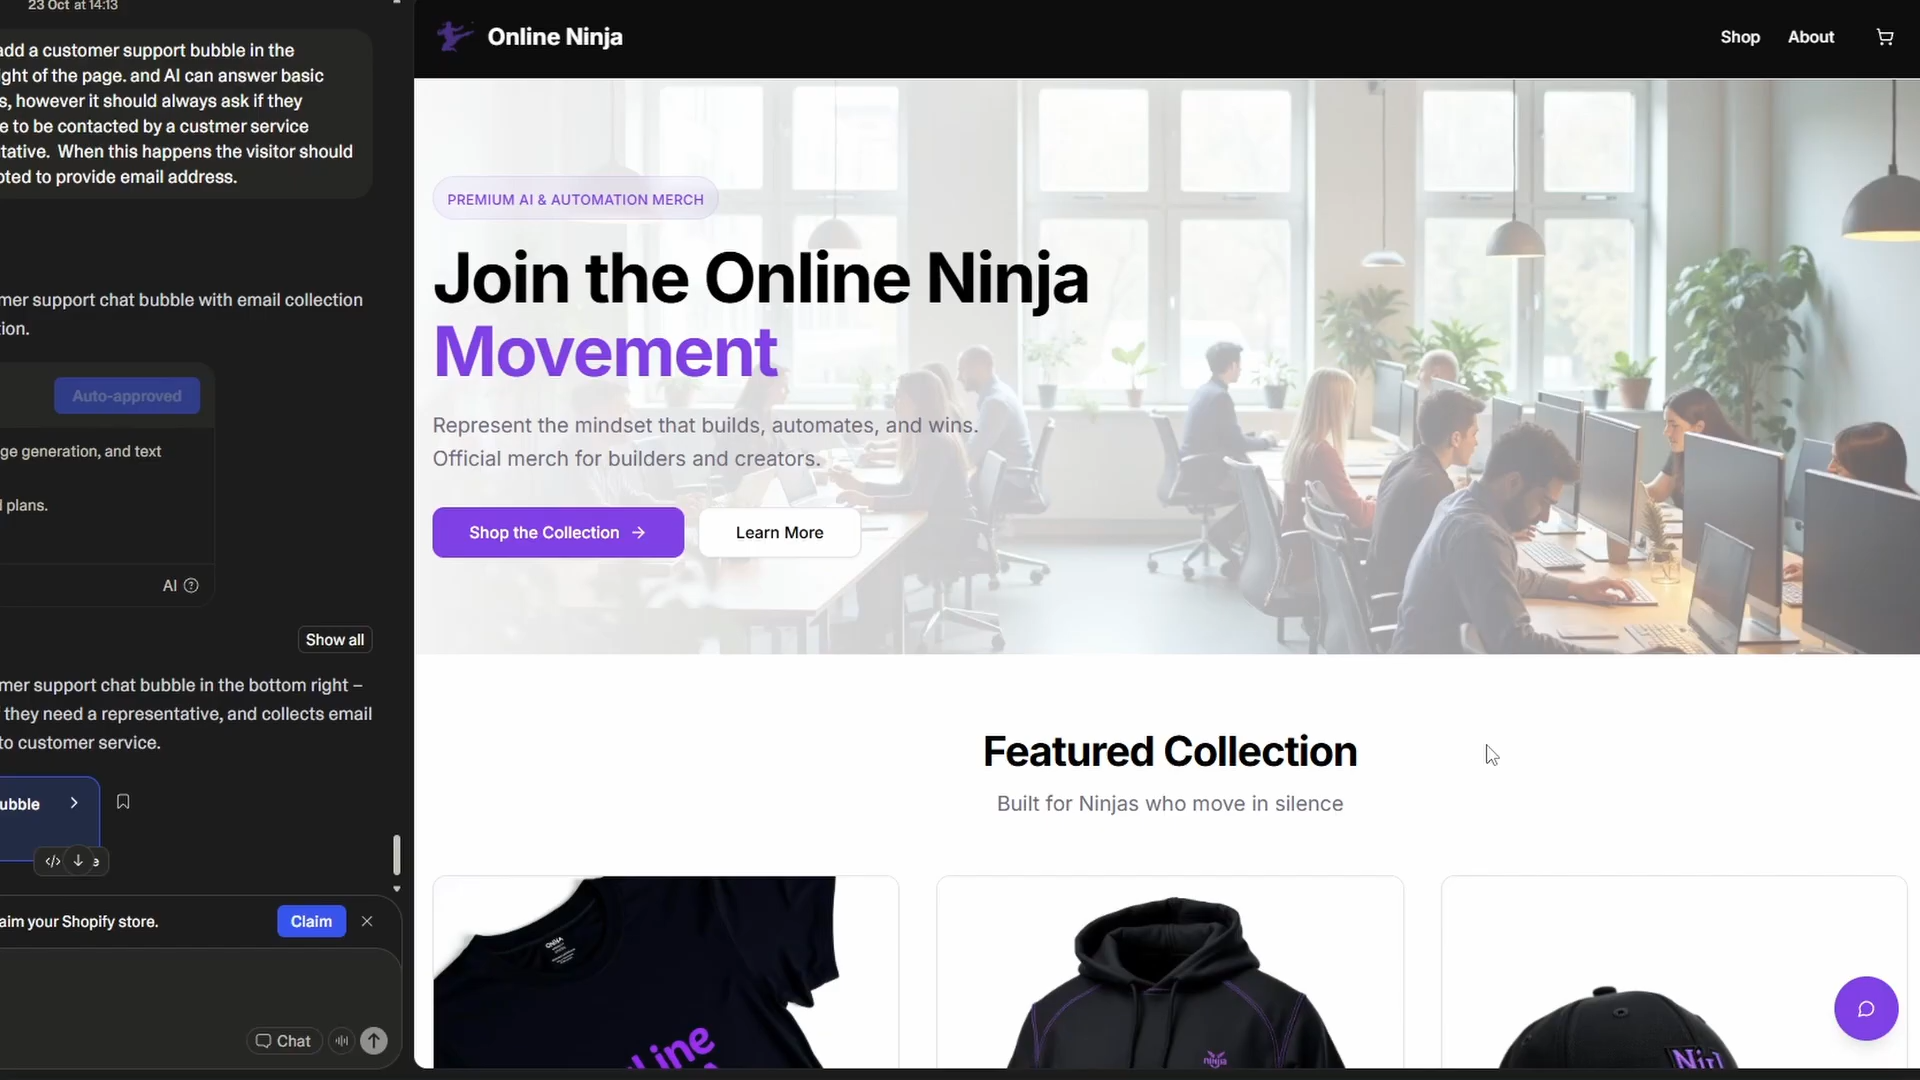 23 Oct at 14:13
add a customer support bubble in the
ight of the page. and AI can answer basic
s, however it should always ask if they
e to be contacted by a custmer service
tative. When this happens the visitor should
pted to provide email address.
mer support chat bubble with email collection
ion.
Auto-approved
ge generation, and text
d plans.
AI
Show all
mer support chat bubble in the bottom right –
they need a representative, and collects email
to customer service.
ubble
aim your Shopify store.
Claim
Chat
Online Ninja
Shop
About
PREMIUM AI & AUTOMATION MERCH
Join the Online Ninja
Movement
Represent the mindset that builds, automates, and wins.
Official merch for builders and creators.
Shop the Collection →
Learn More
Featured Collection
Built for Ninjas who move in silence
line
ninja